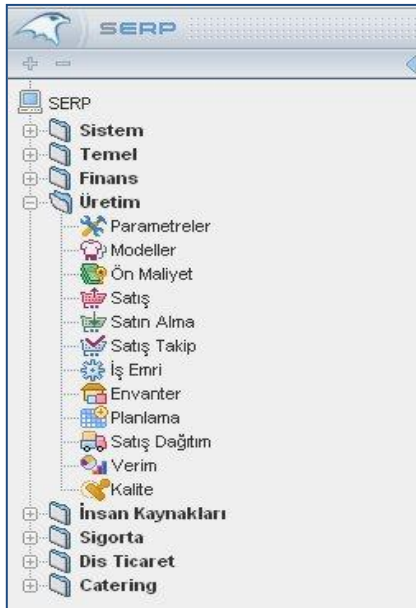 SERP
SERP
Sistem
Temel
Finans
Üretim
Parametreler
Modeller
Ön Maliyet
Satış
Satın Alma
Satış Takip
İş Emri
Envanter
Planlama
Satış Dağıtım
Verim
Kalite
İnsan Kaynakları
Sigorta
Dis Ticaret
Catering